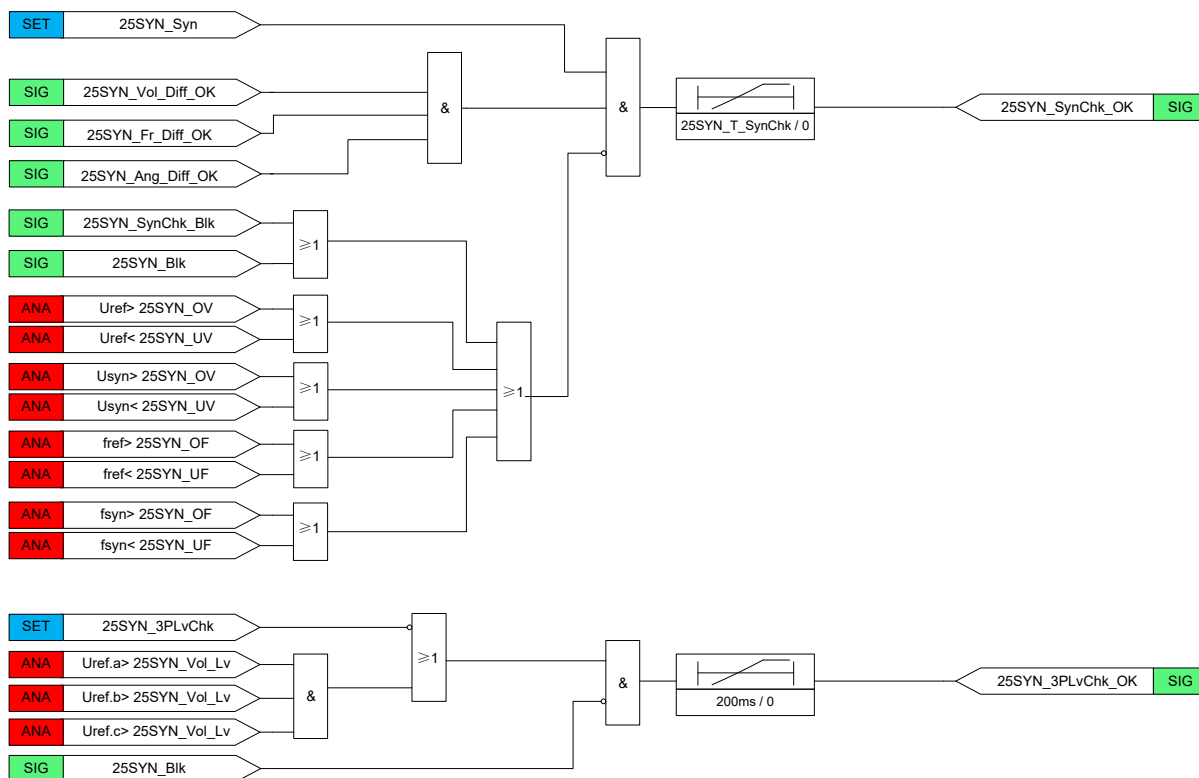 SET 25SYN_Syn
SIG 25SYN_Vol_Diff_OK
SIG 25SYN_Fr_Diff_OK
SIG 25SYN_Ang_Diff_OK
&
&
25SYN_T_SynChk / 0
25SYN_SynChk_OK SIG
SIG 25SYN_SynChk_Blk
SIG 25SYN_Blk
≥1
ANA Uref> 25SYN_OV
ANA Uref< 25SYN_UV
≥1
ANA Usyn> 25SYN_OV
ANA Usyn< 25SYN_UV
≥1
≥1
ANA fref> 25SYN_OF
ANA fref< 25SYN_UF
≥1
ANA fsyn> 25SYN_OF
ANA fsyn< 25SYN_UF
≥1
SET 25SYN_3PLvChk
ANA Uref.a> 25SYN_Vol_Lv
ANA Uref.b> 25SYN_Vol_Lv
ANA Uref.c> 25SYN_Vol_Lv
SIG 25SYN_Blk
&
≥1
&
200ms / 0
25SYN_3PLvChk_OK SIG